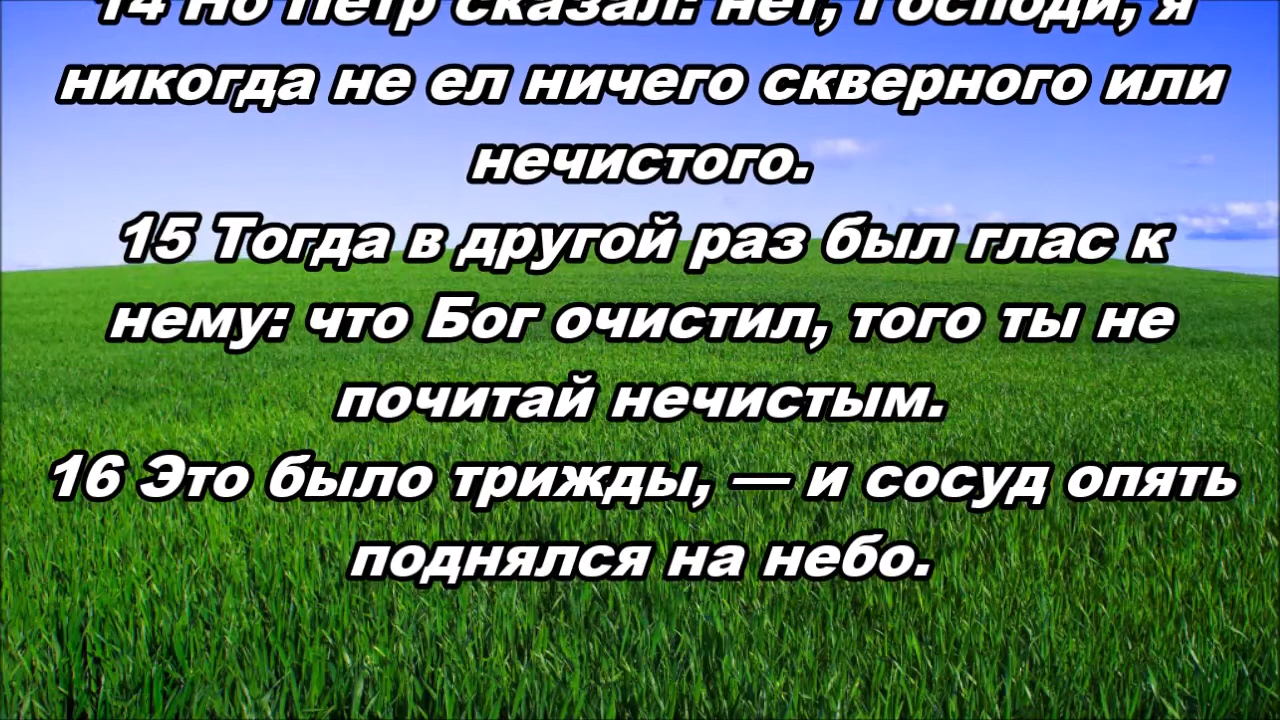 14 Но Петр сказал: нет, Господи, я
никогда не ел ничего скверного или
нечистого.
15 Тогда в другой раз был глас к
нему: что Бог очистил, того ты не
почитай нечистым.
16 Это было трижды, — и сосуд опять
поднялся на небо.